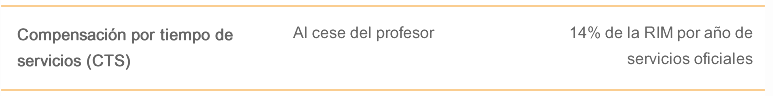 Compensación por tiempo de
servicios (CTS)
Al cese del profesor
14% de la RIM por año de
servicios oficiales